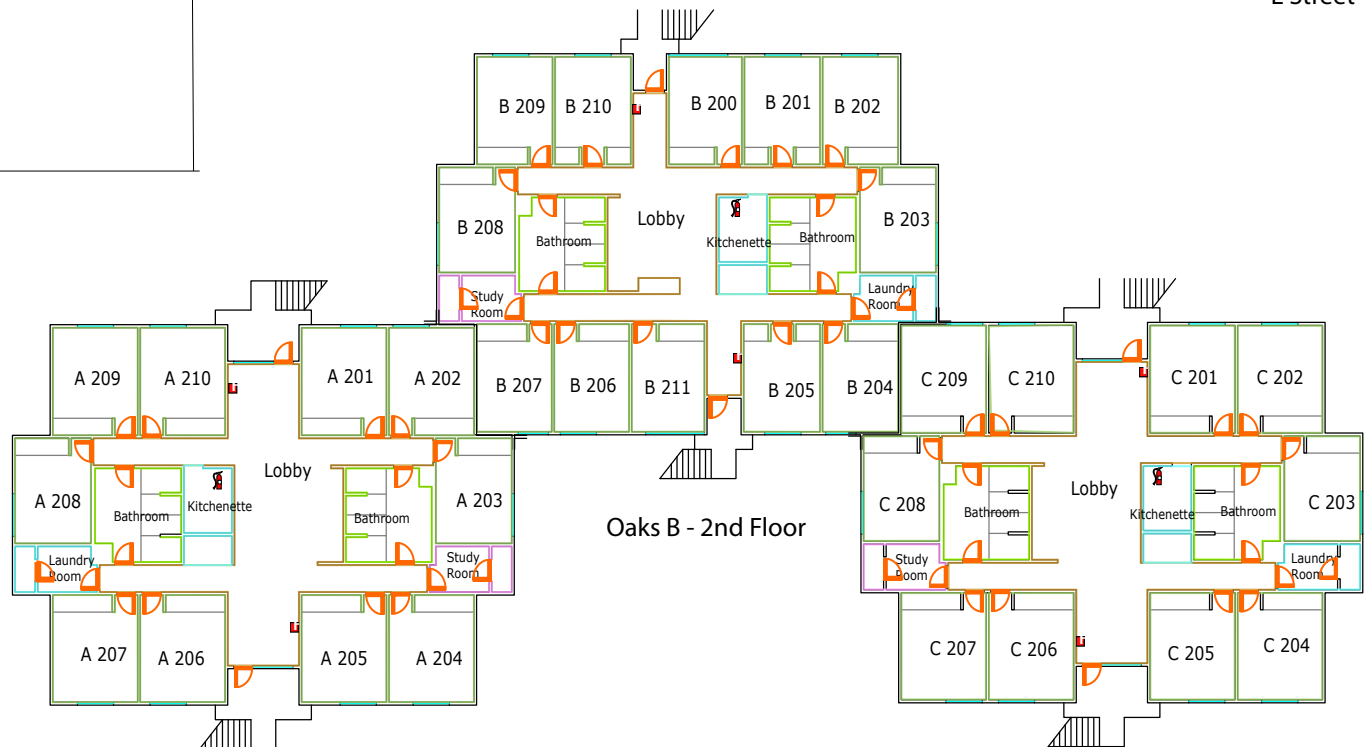 B 209
B 210
B 200
B 201
B 202
B 208
Lobby
B 203
Bathroom
Kitchenette
Bathroom
Study
Room
Laundry
Room
B 207
B 206
B 211
B 205
B 204
A 209
A 210
A 201
A 202
C 209
C 210
C 201
C 202
A 208
Lobby
A 203
Bathroom
Kitchenette
Bathroom
Laundry
Room
Study
Room
Oaks B - 2nd Floor
C 208
Lobby
C 203
Bathroom
Kitchenette
Bathroom
Study
Room
Laundry
Room
A 207
A 206
A 205
A 204
C 207
C 206
C 205
C 204